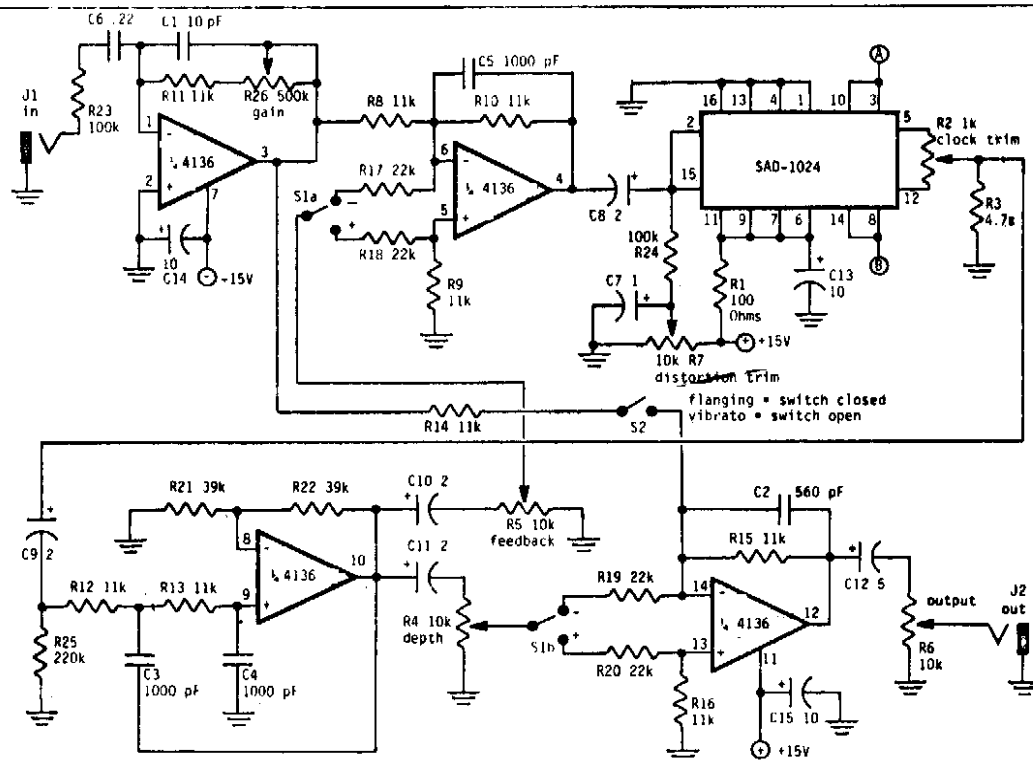 C6 .22
C1 10 pF
J1
in
R23
100k
R11 11k
R26 500k
gain
1
-
2
+
¼ 4136
3
7
10
C14
-15V
R8 11k
C5 1000 pF
R10 11k
R17 22k
S1a
-
+
R18 22k
6
-
5
+
¼ 4136
4
R9
11k
C8 2
+
A
16
13
4
1
10
3
2
15
SAD-1024
5
12
11
9
7
6
14
8
B
R2 1k
clock trim
R3
4.7k
100k
R24
C7 1
+
R1
100
Ohms
+
C13
10
+15V
10k R7
distortion trim
flanging = switch closed
vibrato = switch open
R14 11k
S2
R21 39k
R22 39k
+
C9 2
8
-
9
+
¼ 4136
10
R12 11k
R13 11k
R25
220k
C3
1000 pF
C4
1000 pF
C10 2
+
R5 10k
feedback
C11 2
+
R4 10k
depth
S1b
-
+
R19 22k
R20 22k
C2
560 pF
R15 11k
14
-
13
+
¼ 4136
12
11
R16
11k
+
C15 10
+15V
+
C12 5
output
R6
10k
J2
out